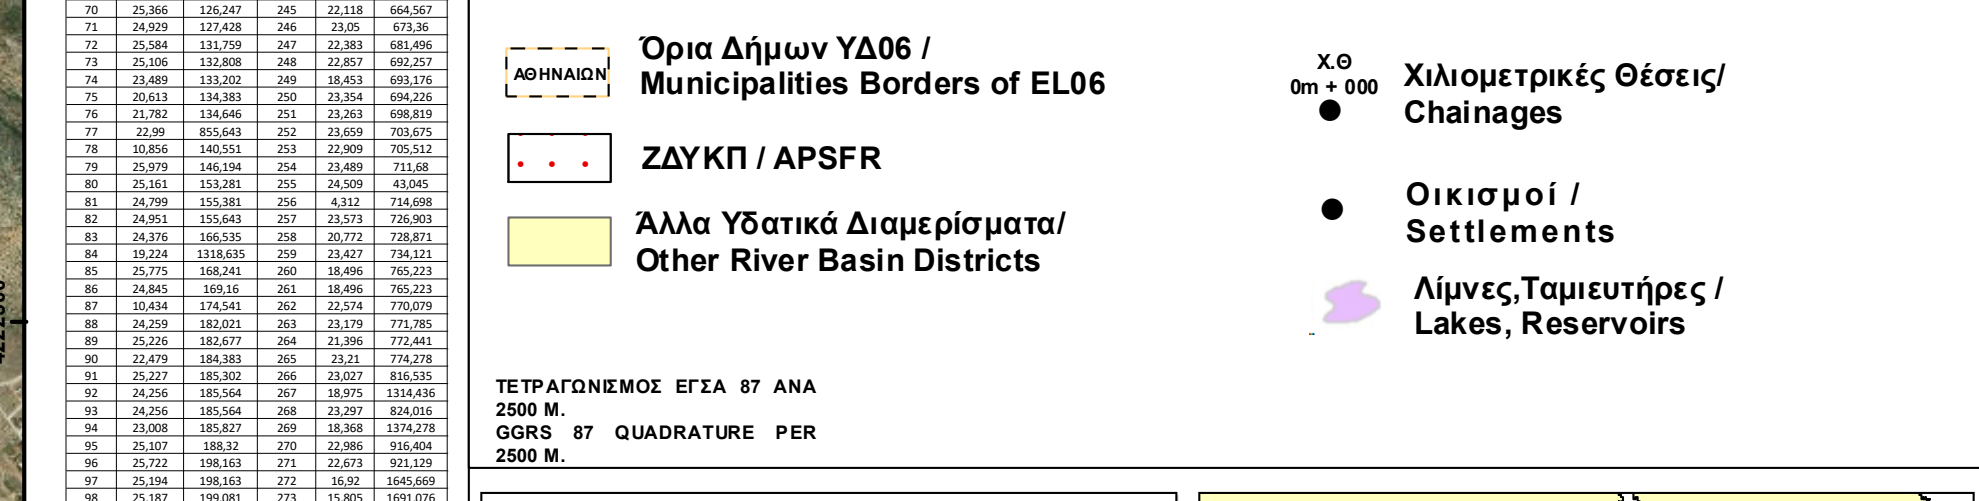 70 25,366 126,247 245 22,118 664,567
71 24,929 127,428 246 23,05 673,36
72 25,584 131,759 247 22,383 681,496
73 25,106 132,808 248 22,857 692,257
74 23,489 133,202 249 18,453 693,176
75 20,613 134,383 250 23,354 694,226
76 21,782 134,646 251 23,263 698,819
77 22,99 855,643 252 23,659 703,675
78 10,856 140,551 253 22,909 705,512
79 25,979 146,194 254 23,489 711,68
80 25,161 153,281 255 24,509 43,045
81 24,799 155,381 256 4,312 714,698
82 24,951 155,643 257 23,573 726,903
83 24,376 166,535 258 20,772 728,871
84 19,224 1318,635 259 23,427 734,121
85 25,775 168,241 260 18,496 765,223
86 24,845 169,16 261 18,496 765,223
87 10,434 174,541 262 22,574 770,079
88 24,259 182,021 263 23,179 771,785
89 25,226 182,677 264 21,396 772,441
90 22,479 184,383 265 23,21 774,278
91 25,227 185,302 266 23,027 816,535
92 24,256 185,564 267 18,975 1314,436
93 24,256 185,564 268 23,297 824,016
94 23,008 185,827 269 18,368 1374,278
95 25,107 188,32 270 22,986 916,404
96 25,722 198,163 271 22,673 921,129
97 25,194 198,163 272 16,92 1645,669
98 25,187 199,081 273 15,805 1691,076
ΑΘΗΝΑΙΩΝ
Όρια Δήμων ΥΔ06 /
Municipalities Borders of EL06
ΖΔΥΚΠ / APSFR
Άλλα Υδατικά Διαμερίσματα/
Other River Basin Districts
Χ.Θ
0m + 000
Χιλιομετρικές Θέσεις/
Chainages
Οικισμοί /
Settlements
Λίμνες,Ταμιευτήρες /
Lakes, Reservoirs
ΤΕΤΡΑΓΩΝΙΣΜΟΣ ΕΓΣΑ 87 ΑΝΑ
2500 Μ.
GGRS 87 QUADRATURE PER
2500 M.